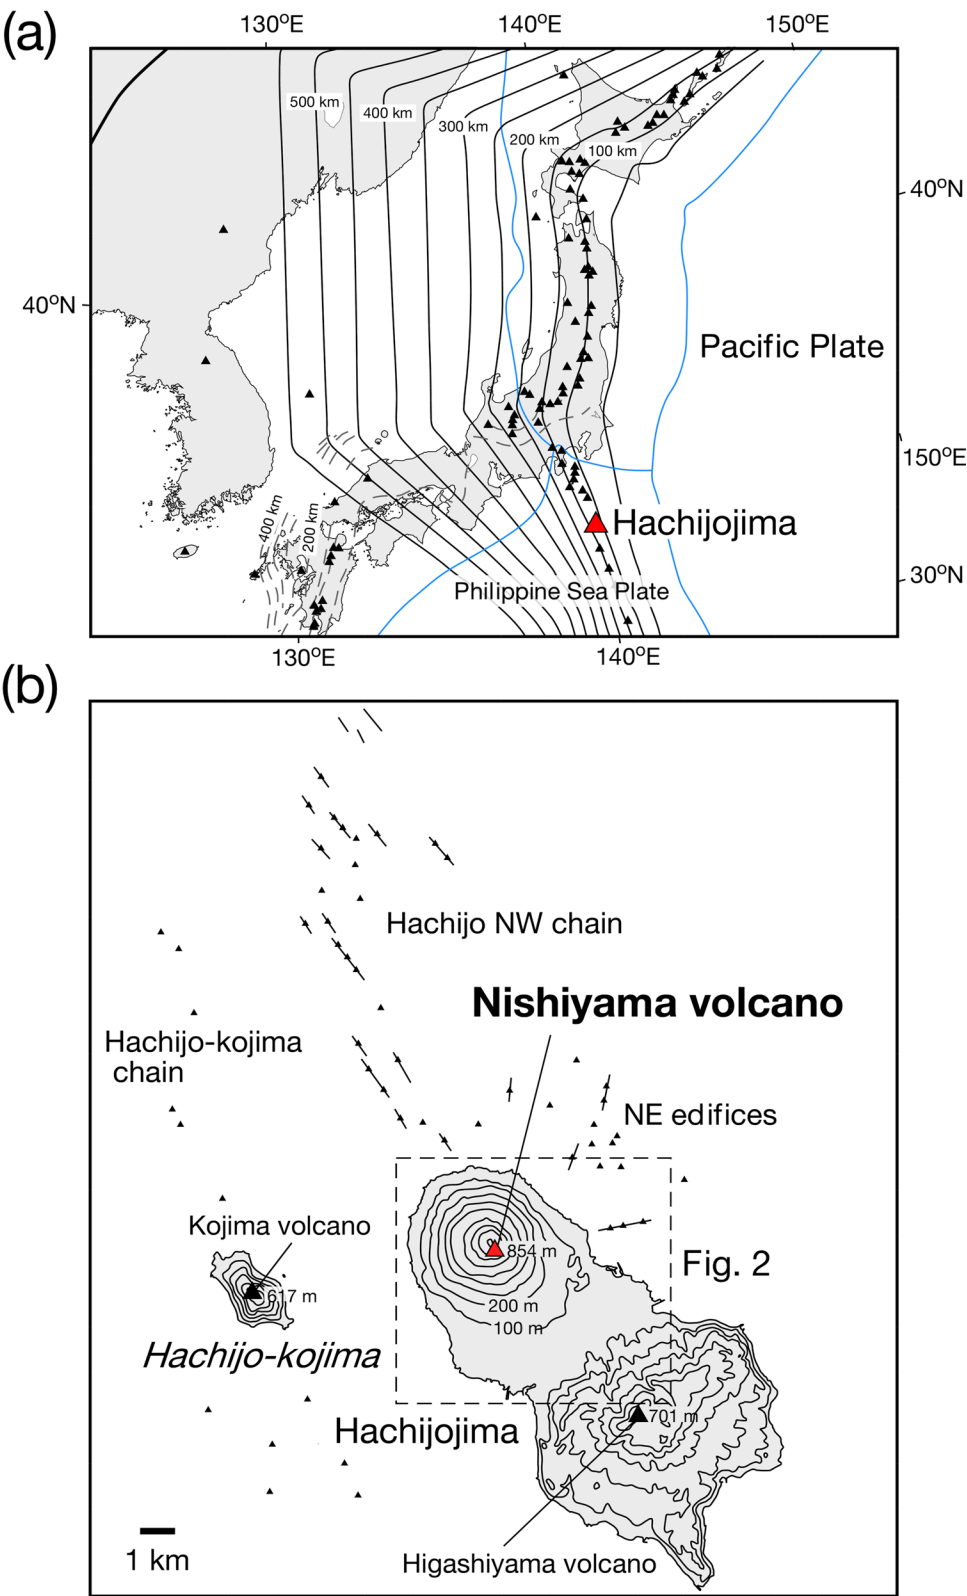 (a)
130°E 140°E 150°E
500 km
400 km
300 km
200 km
100 km
40°N
40°N
Pacific Plate
150°E
400 km
200 km
Hachijojima
30°N
Philippine Sea Plate
130°E 140°E
(b)
Hachijo NW chain
Nishiyama volcano
Hachijo-kojima
chain
NE edifices
Kojima volcano
854 m
Fig. 2
617 m
200 m
100 m
Hachijo-kojima
701 m
Hachijojima
1 km
Higashiyama volcano